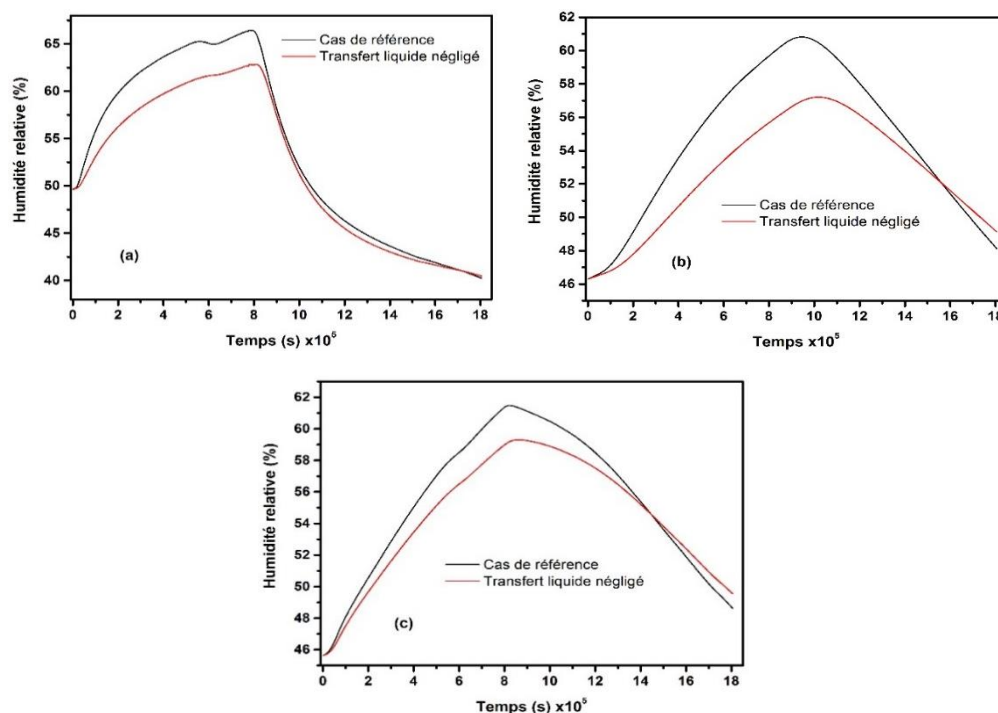 Humidité relative (%)
70
65
60
55
50
45
40
Cas de référence
Transfert liquide négligé
(a)
0 2 4 6 8 10 12 14 16 18
Temps (s) x10⁵
Humidité relative (%)
62
60
58
56
54
52
50
48
46
Cas de référence
Transfert liquide négligé
(b)
0 2 4 6 8 10 12 14 16 18
Temps x10⁵
Humidité relative (%)
62
60
58
56
54
52
50
48
46
Cas de référence
Transfert liquide négligé
(c)
0 2 4 6 8 10 12 14 16 18
Temps (s) x10⁵